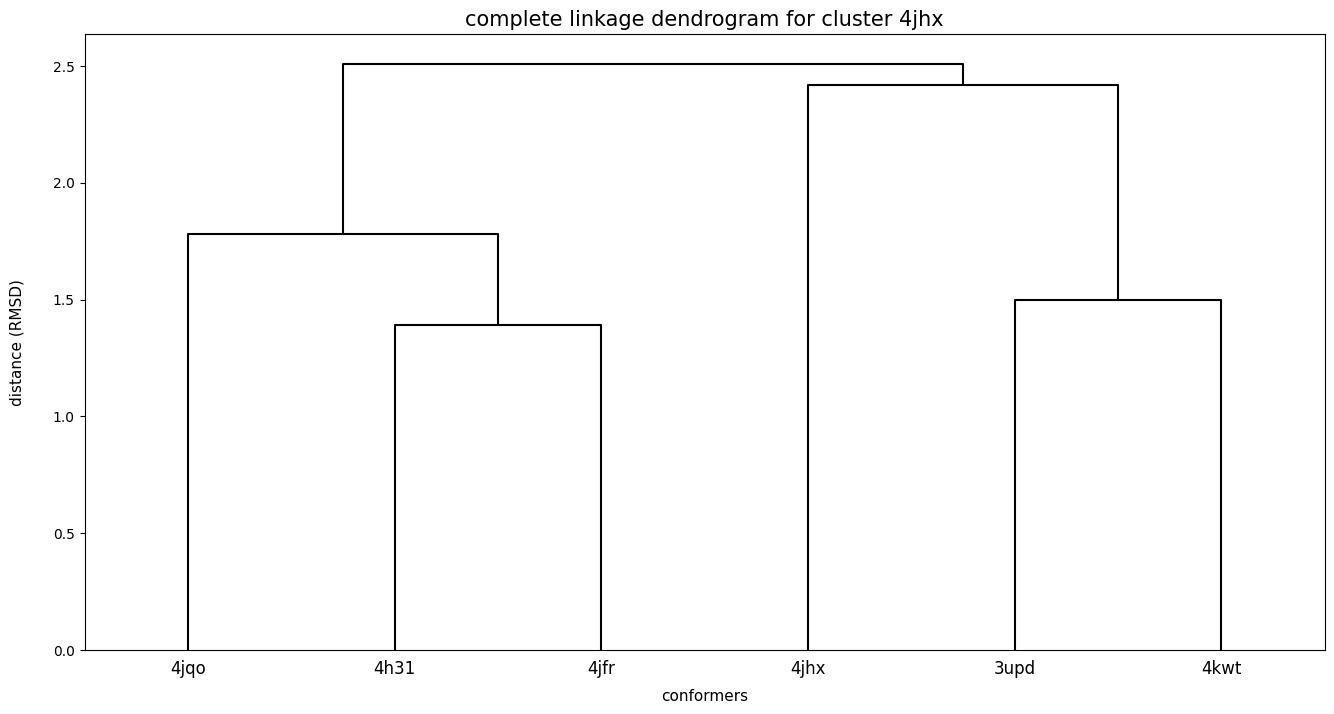 complete linkage dendrogram for cluster 4jhx
2.5
2.0
1.5
1.0
0.5
0.0
distance (RMSD)
4jqo 4h31 4jfr 4jhx 3upd 4kwt
conformers